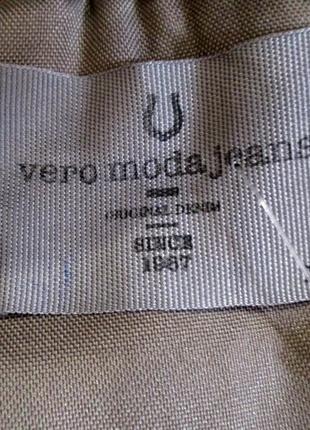 vero moda jeans
ORIGINAL DENIM
SINCE
1987